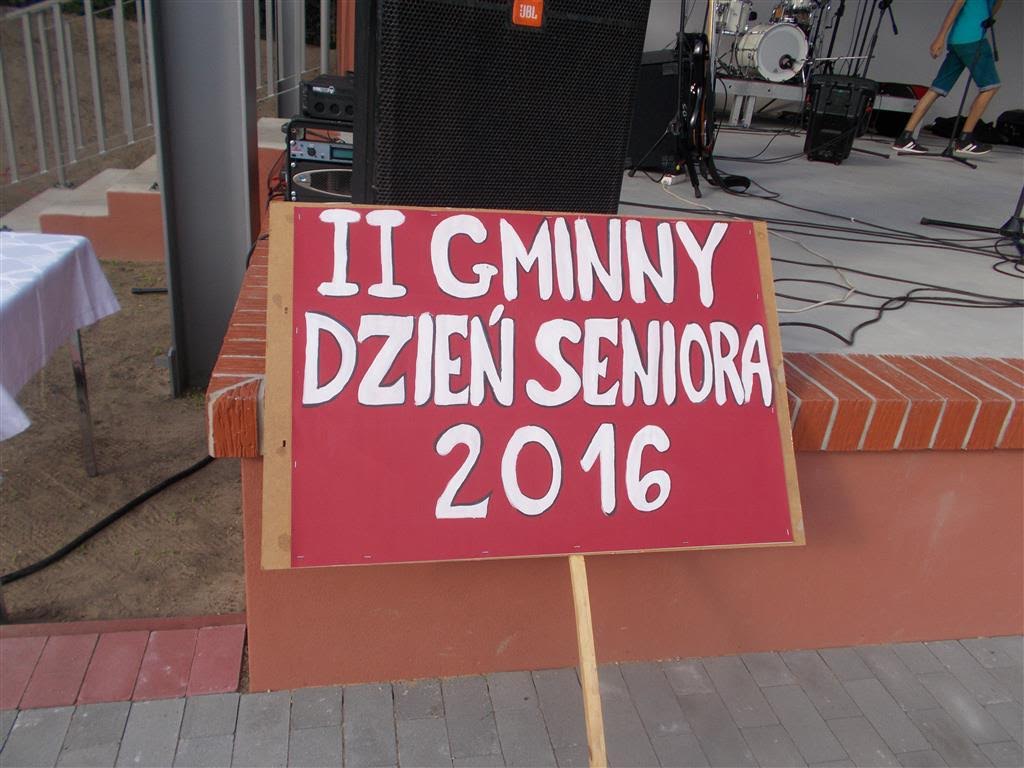 JBL
II GMINNY
DZIEŃ SENIORA
2016